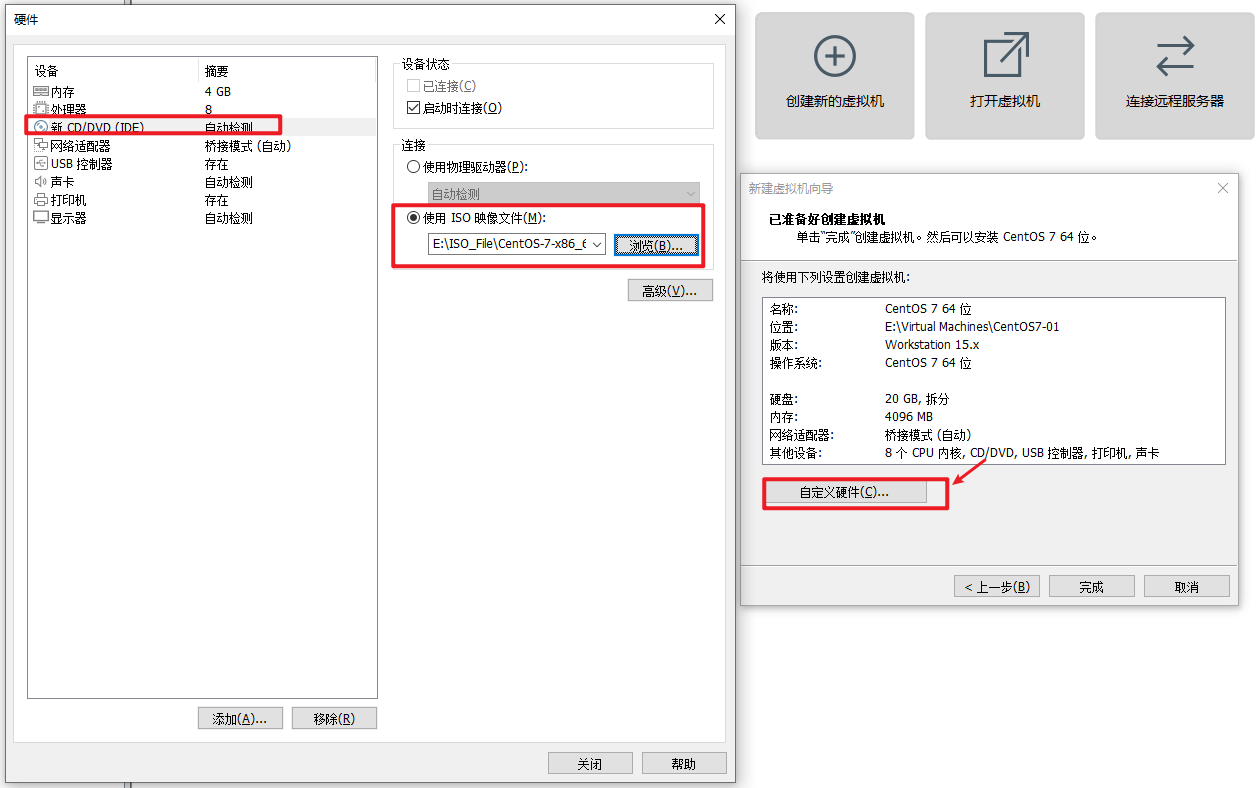 硬件
设备 摘要
内存 4 GB
处理器 8
新 CD/DVD (IDE) 自动检测
网络适配器 桥接模式 (自动)
USB 控制器 存在
声卡 自动检测
打印机 存在
显示器 自动检测
添加(A)... 移除(R)
设备状态
已连接(C)
启动时连接(O)
连接
使用物理驱动器(P):
自动检测
使用 ISO 映像文件(M):
E:\ISO_File\CentOS-7-x86_6 浏览(B)...
高级(V)...
关闭 帮助
创建新的虚拟机 打开虚拟机 连接远程服务器
新建虚拟机向导
已准备好创建虚拟机
单击"完成"创建虚拟机。然后可以安装 CentOS 7 64 位。
将使用下列设置创建虚拟机:
名称: CentOS 7 64 位
位置: E:\Virtual Machines\CentOS7-01
版本: Workstation 15.x
操作系统: CentOS 7 64 位
硬盘: 20 GB, 拆分
内存: 4096 MB
网络适配器: 桥接模式 (自动)
其他设备: 8 个 CPU 内核, CD/DVD, USB 控制器, 打印机, 声卡
自定义硬件(C)...
< 上一步(B) 完成 取消